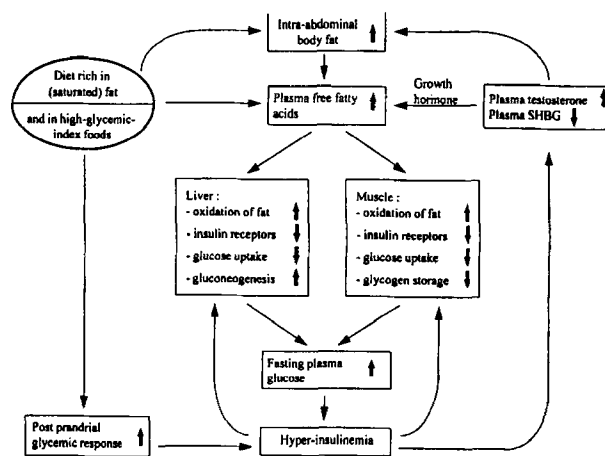 Intra-abdominal
body fat
Diet rich in
(saturated) fat
and in high-glycemic-
index foods
Plasma free fatty
acids
Growth
hormone
Plasma testosterone
Plasma SHBG
Liver :
- oxidation of fat
- insulin receptors
- glucose uptake
- gluconeogenesis
Muscle :
- oxidation of fat
- insulin receptors
- glucose uptake
- glycogen storage
Fasting plasma
glucose
Post prandrial
glycemic response
Hyper-insulinemia